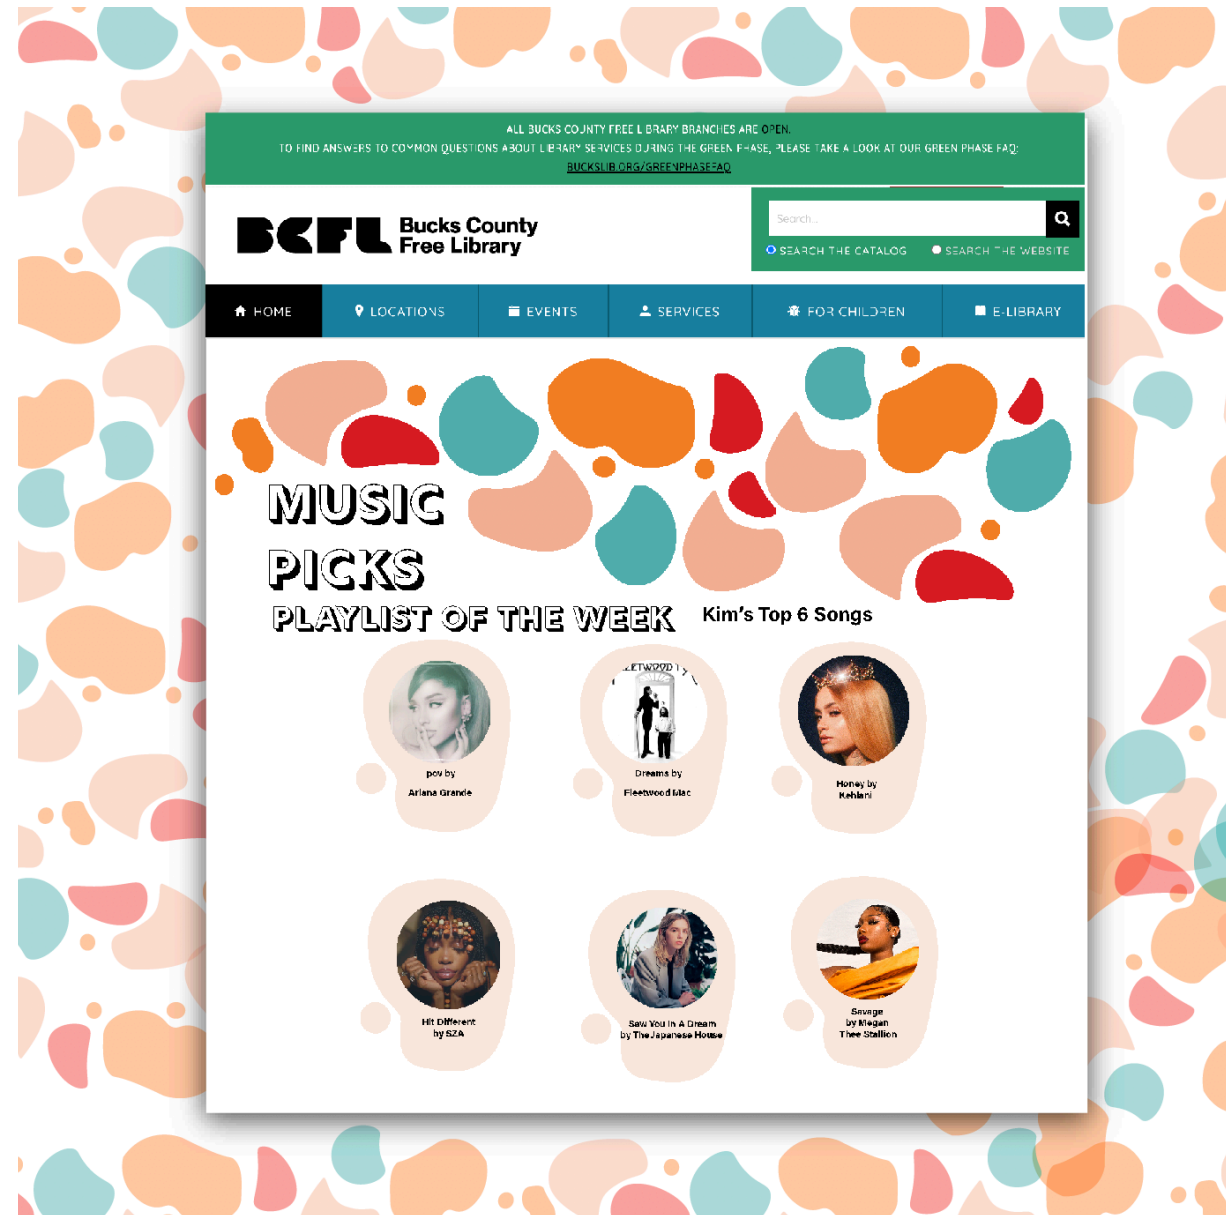 ALL BUCKS COUNTY FREE LIBRARY BRANCHES ARE OPEN.
TO FIND ANSWERS TO COMMON QUESTIONS ABOUT LIBRARY SERVICES DURING THE GREEN PHASE, PLEASE TAKE A LOOK AT OUR GREEN PHASE FAQ:
BUCKSLIB.ORG/GREENPHASEFAQ
BCFL
Bucks County
Free Library
Search...
SEARCH THE CATALOG SEARCH THE WEBSITE
HOME LOCATIONS EVENTS SERVICES FOR CHILDREN E-LIBRARY
MUSIC
PICKS
PLAYLIST OF THE WEEK Kim's Top 6 Songs
pov by
Ariana Grande
Dreams by
Fleetwood Mac
Honey by
Kehlani
Hit Different
by SZA
Saw You In A Dream
by The Japanese House
Savage
by Megan
Thee Stallion